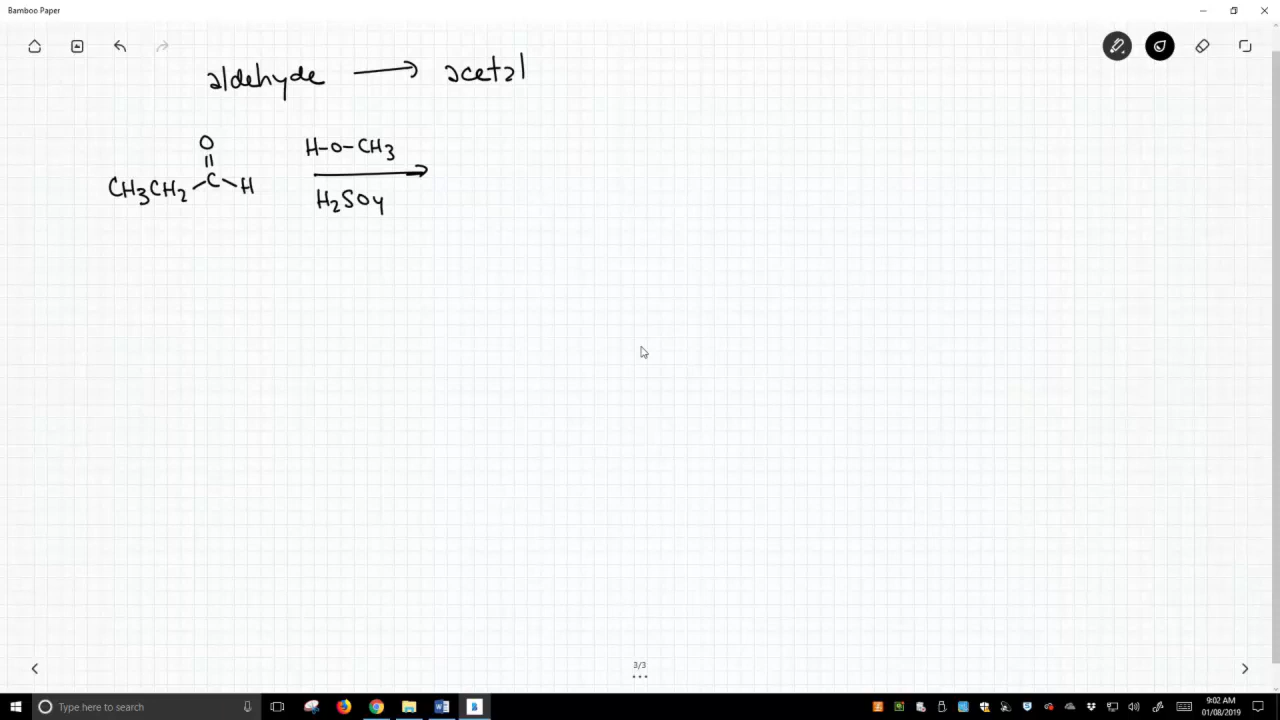 Bamboo Paper
aldehyde → acetal
O
H-O-CH3
CH3CH2-C-H
H2SO4
3/3
Type here to search
9:02 AM
01/08/2019